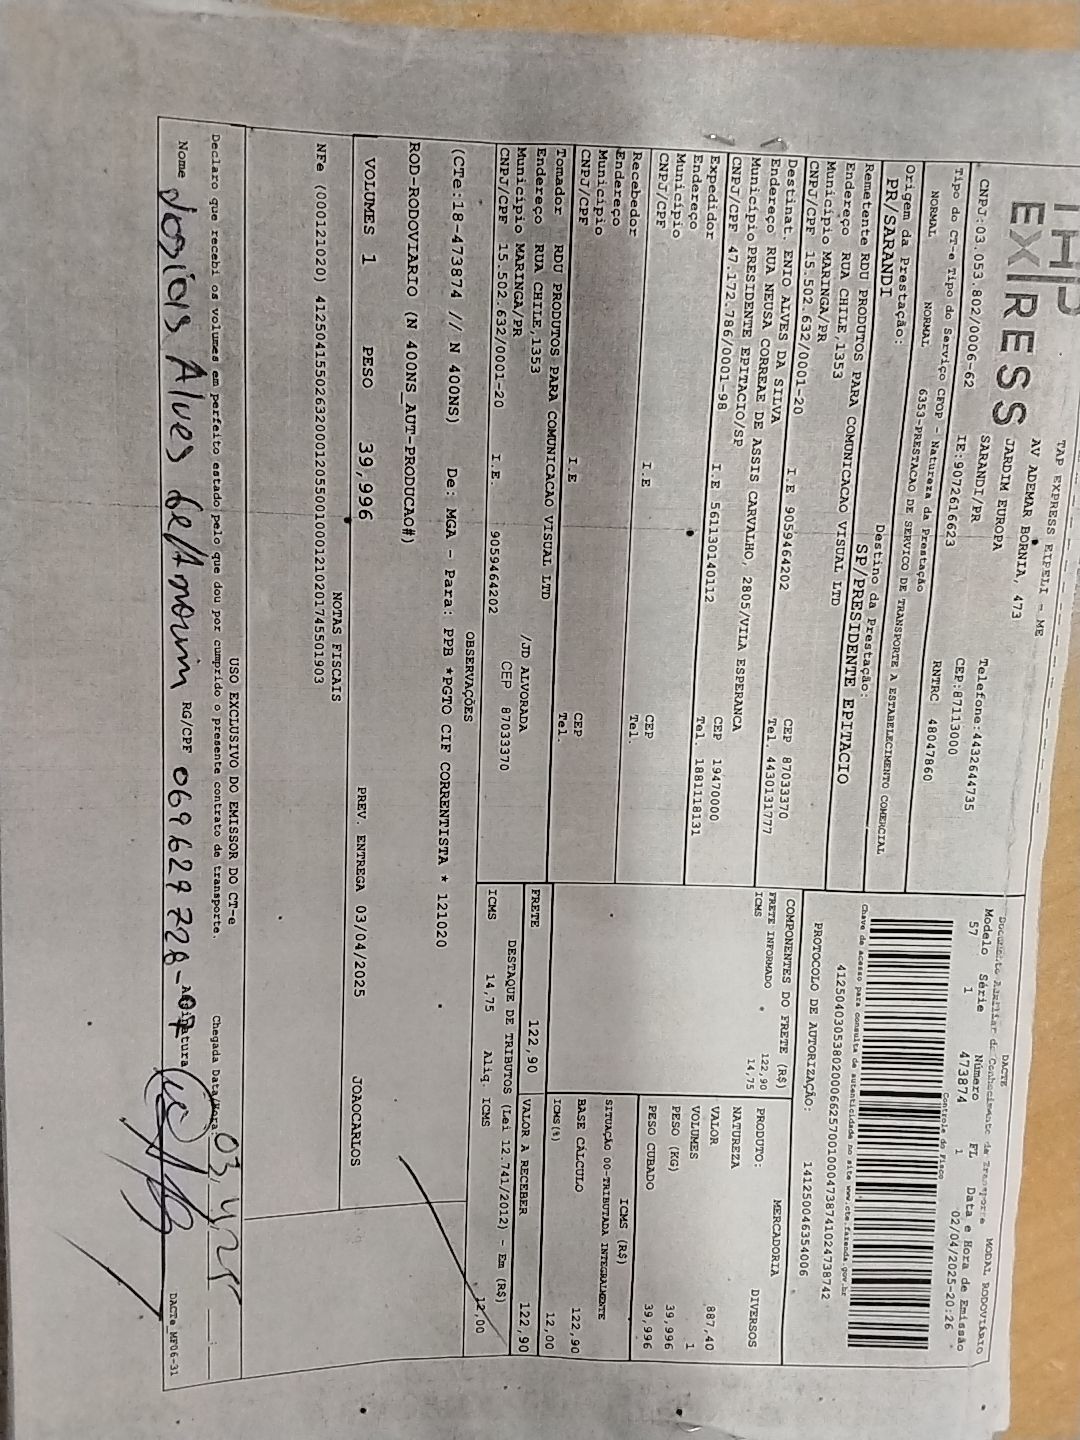 EX|RESS
TAP EXPRESS EIRELI - ME
AV ADEMAR BORNIA, 473
JARDIM EUROPA
SARANDI/PR
Telefone:4432644735
CNPJ:03.053.802/0006-62 IE:9072616623 CEP:87113000
Tipo do CT-e Tipo do Serviço CFOP - Natureza da Prestação RNTRC 48047860
NORMAL NORMAL 6353-PRESTACAO DE SERVICO DE TRANSPORTE A ESTABELECIMENTO COMERCIAL
Origem da Prestação: Destino da Prestação:
PR/SARANDI SP/PRESIDENTE EPITACIO
Remetente RDU PRODUTOS PARA COMUNICACAO VISUAL LTD
Endereço RUA CHILE,1353
Município MARINGA/PR CEP 87033370
CNPJ/CPF 15.502.632/0001-20 I.E 9059464202 Tel. 4430131777
Destinat. ENIO ALVES DA SILVA
Endereço RUA NEUSA CORREAE DE ASSIS CARVALHO, 2805/VILA ESPERANCA
Município PRESIDENTE EPITACIO/SP CEP 19470000
CNPJ/CPF 47.172.786/0001-98 I.E 561130140112 Tel. 1881118131
Expedidor
Endereço
Município CEP
CNPJ/CPF I.E Tel.
Recebedor
Endereço
Município CEP
CNPJ/CPF I.E Tel.
Tomador RDU PRODUTOS PARA COMUNICACAO VISUAL LTD
Endereço RUA CHILE,1353 /JD ALVORADA
Município MARINGA/PR CEP 87033370
CNPJ/CPF 15.502.632/0001-20 I.E. 9059464202
DACTE
Documento Auxiliar do Conhecimento de Transporte MODAL RODOVIÁRIO
Modelo Série Número FL Data e Hora de Emissão
57 1 473874 1 02/04/2025-20:26
Controle do Fisco
Chave de acesso para consulta de autenticidade no site www.cte.fazenda.gov.br
41250403053802000662570010004738741024738742
PROTOCOLO DE AUTORIZAÇÃO: 141250046354006
COMPONENTES DO FRETE (R$)
FRETE INFORMADO 122,90
ICMS 14,75
MERCADORIA
PRODUTO: DIVERSOS
NATUREZA
VALOR 887,40
VOLUMES 1
PESO (KG) 39,996
PESO CUBADO 39,996
ICMS (R$)
SITUAÇÃO 00-TRIBUTADA INTEGRALMENTE
BASE CÁLCULO 122,90
ICMS(%) 12,00
FRETE 122,90 VALOR A RECEBER 122,90
DESTAQUE DE TRIBUTOS (Lei 12.741/2012) - Em (R$)
ICMS 14,75 Aliq. ICMS 12,00
OBSERVAÇÕES
(CTe:18-473874 // N 400NS) De: MGA - Para: PPB *PGTO CIF CORRENTISTA * 121020
ROD-RODOVIARIO (N 400NS_AUT-PRODUCAO#)
VOLUMES 1 PESO 39,996 PREV. ENTREGA 03/04/2025 JOAOCARLOS
NOTAS FISCAIS
NFe (000121020) 41250415502632000120550010001210201745501903
USO EXCLUSIVO DO EMISSOR DO CT-e
Declaro que recebi os volumes em perfeito estado pelo que dou por cumprido o presente contrato de transporte. Chegada Data/Hora 03/4/25
Nome Josias Alves de Amorim RG/CPF 069629728-07 Assinatura
DACTe_MF06-31